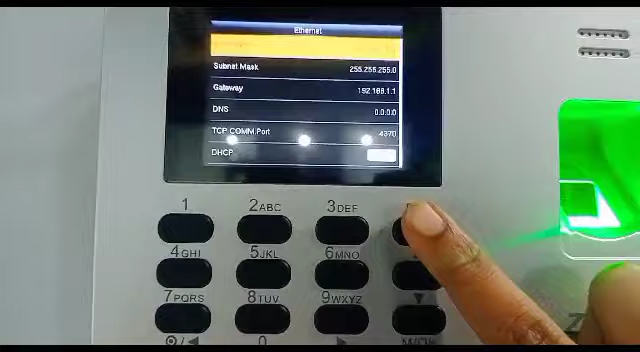 Ethernet
Subnet Mask 255.255.255.0
Gateway 192.168.1.1
DNS 0.0.0.0
TCP COMM.Port 4370
DHCP
1 2ABC 3DEF
4GHI 5JKL 6MNO
7PQRS 8TUV 9WXYZ
0
Z